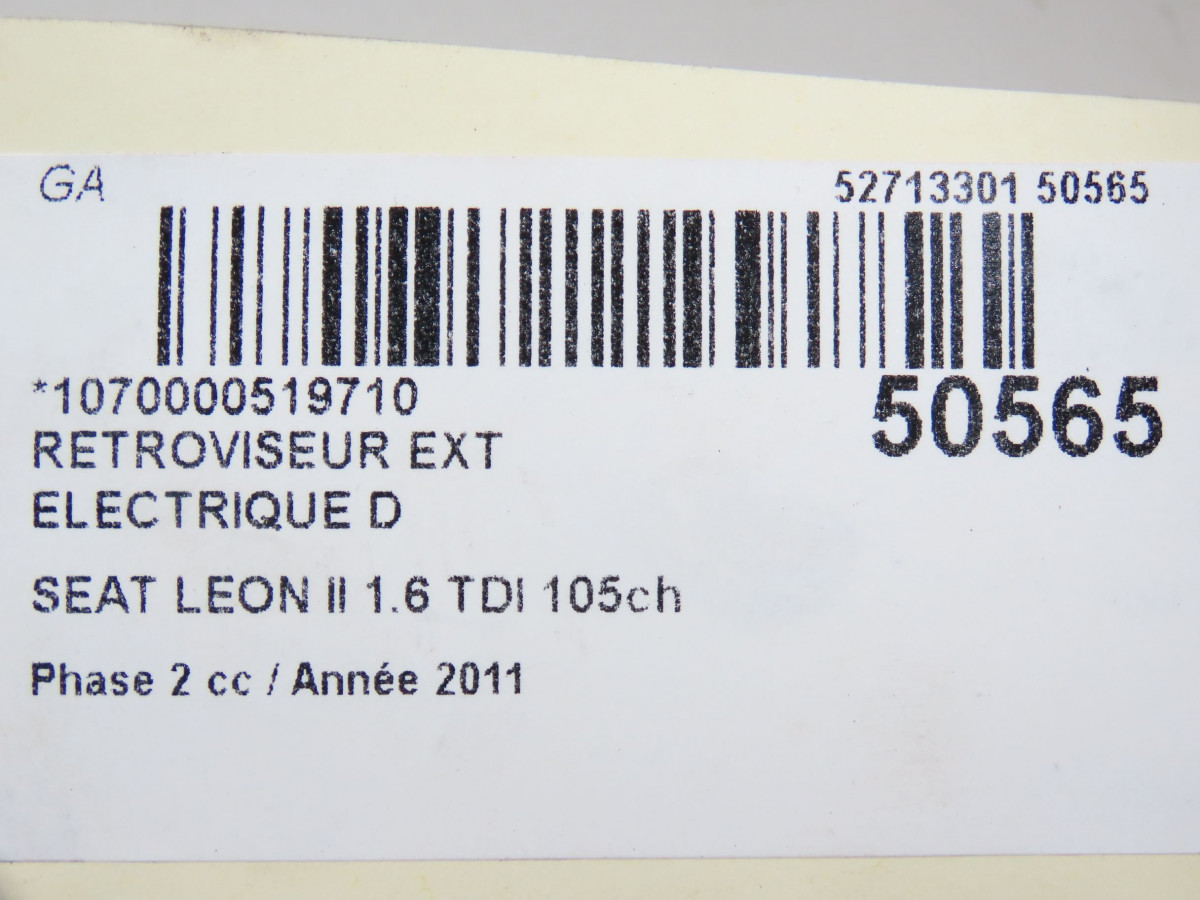 GA
52713301 50565
*1070000519710
50565
RETROVISEUR EXT
ELECTRIQUE D
SEAT LEON II 1.6 TDI 105ch
Phase 2 cc / Année 2011